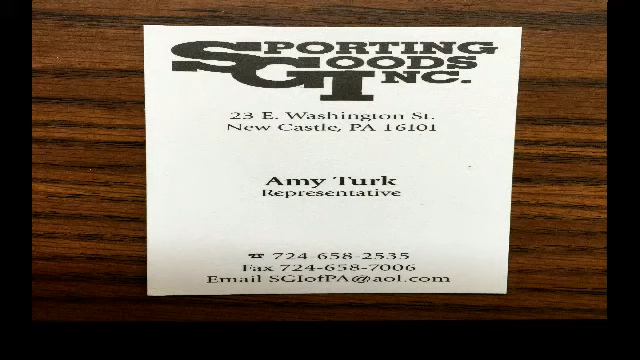 SPORTING
GOODS
INC.
23 E. Washington St.
New Castle, PA 16101
Amy Turk
Representative
☎ 724-658-2535
Fax 724-658-7006
Email SGIofPA@aol.com